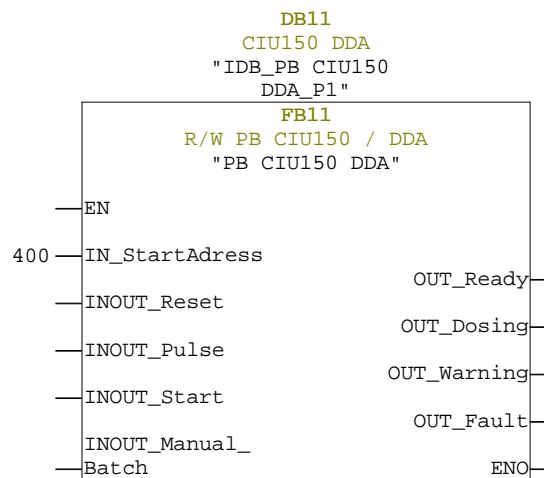 DB11
CIU150 DDA
"IDB_PB CIU150
DDA_P1"
FB11
R/W PB CIU150 / DDA
"PB CIU150 DDA"
EN
400 IN_StartAdress
OUT_Ready
INOUT_Reset
OUT_Dosing
INOUT_Pulse
OUT_Warning
INOUT_Start
OUT_Fault
INOUT_Manual_
Batch ENO